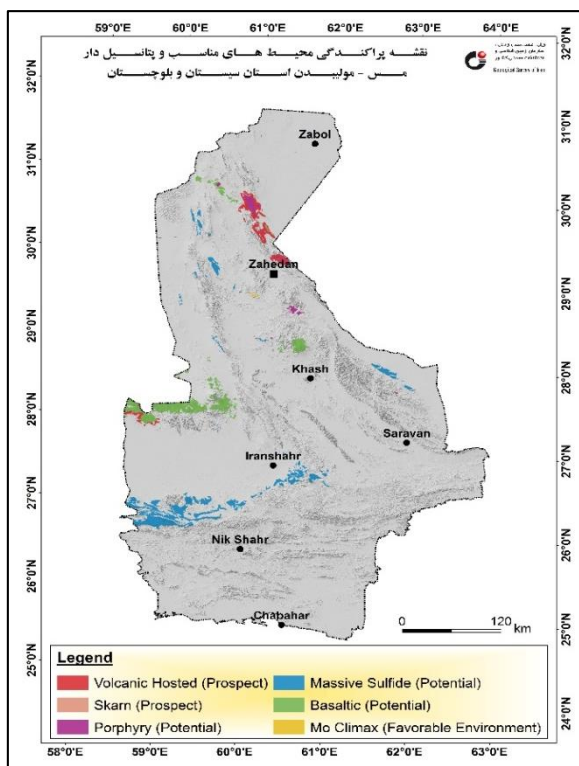 59°0'E 60°0'E 61°0'E 62°0'E 63°0'E
نقشه پراکندگی محیط های مناسب و پتانسیل دار
مس - مولیبدن استان سیستان و بلوچستان
32°0'N
31°0'N
30°0'N
29°0'N
28°0'N
27°0'N
26°0'N
25°0'N
32°0'N
31°0'N
30°0'N
29°0'N
28°0'N
27°0'N
26°0'N
25°0'N
24°0'N
Zabol
Zahedan
Khash
Saravan
Iranshahr
Nik Shahr
Chabahar
0 120
km
Legend
Volcanic Hosted (Prospect)
Skarn (Prospect)
Porphyry (Potential)
Massive Sulfide (Potential)
Basaltic (Potential)
Mo Climax (Favorable Environment)
58°0'E 59°0'E 60°0'E 61°0'E 62°0'E 63°0'E